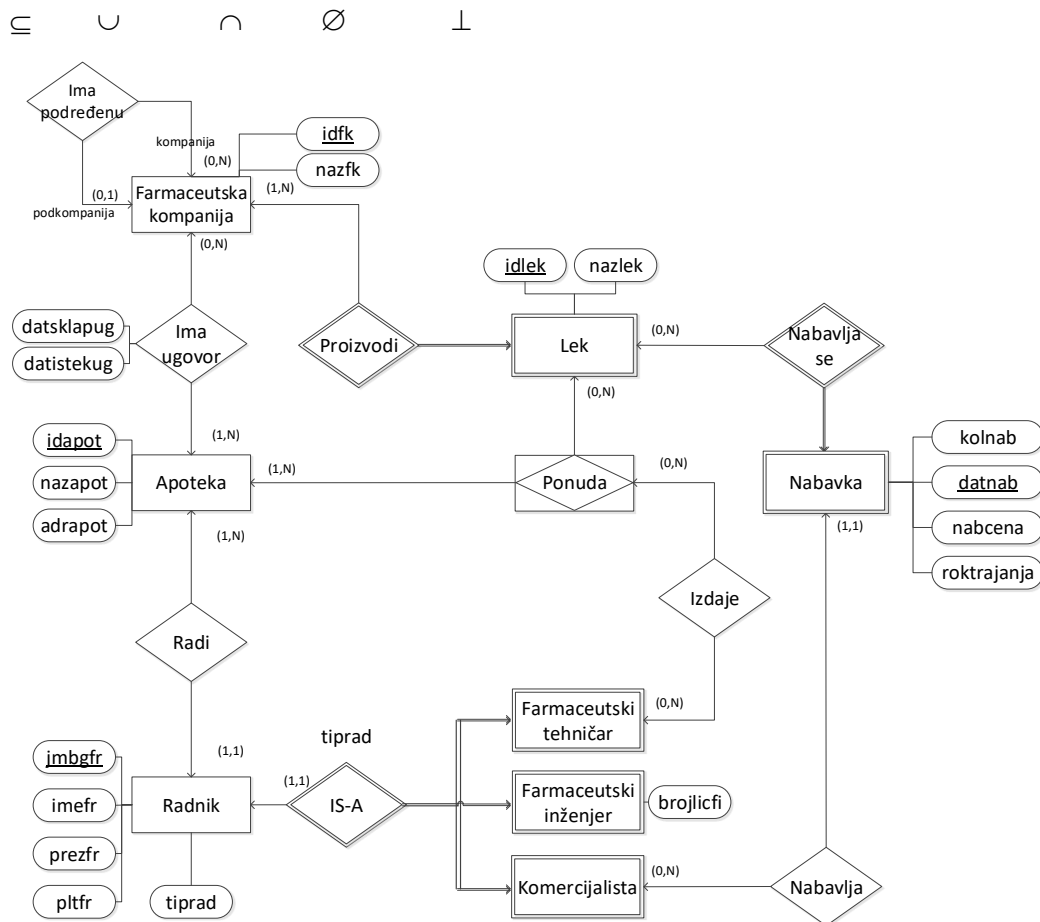 ⊆ ∪ ∩ ∅ ⊥
Ima
podređenu
kompanija
(0,N)
idfk
nazfk
(0,1)
podkompanija
Farmaceutska
kompanija
(1,N)
(0,N)
datsklapug
datistekug
Ima
ugovor
Proizvodi
idlek
nazlek
Lek
(0,N)
Nabavlja
se
(0,N)
(1,N)
idapot
nazapot
adrapot
Apoteka
(1,N)
Ponuda
(0,N)
Nabavka
kolnab
datnab
nabcena
roktrajanja
(1,1)
(1,N)
Izdaje
Radi
(1,1)
jmbgfr
imefr
prezfr
pltfr
Radnik
tiprad
tiprad
(1,1)
IS-A
Farmaceutski
tehničar
(0,N)
Farmaceutski
inženjer
brojlicfi
Komercijalista
(0,N)
Nabavlja